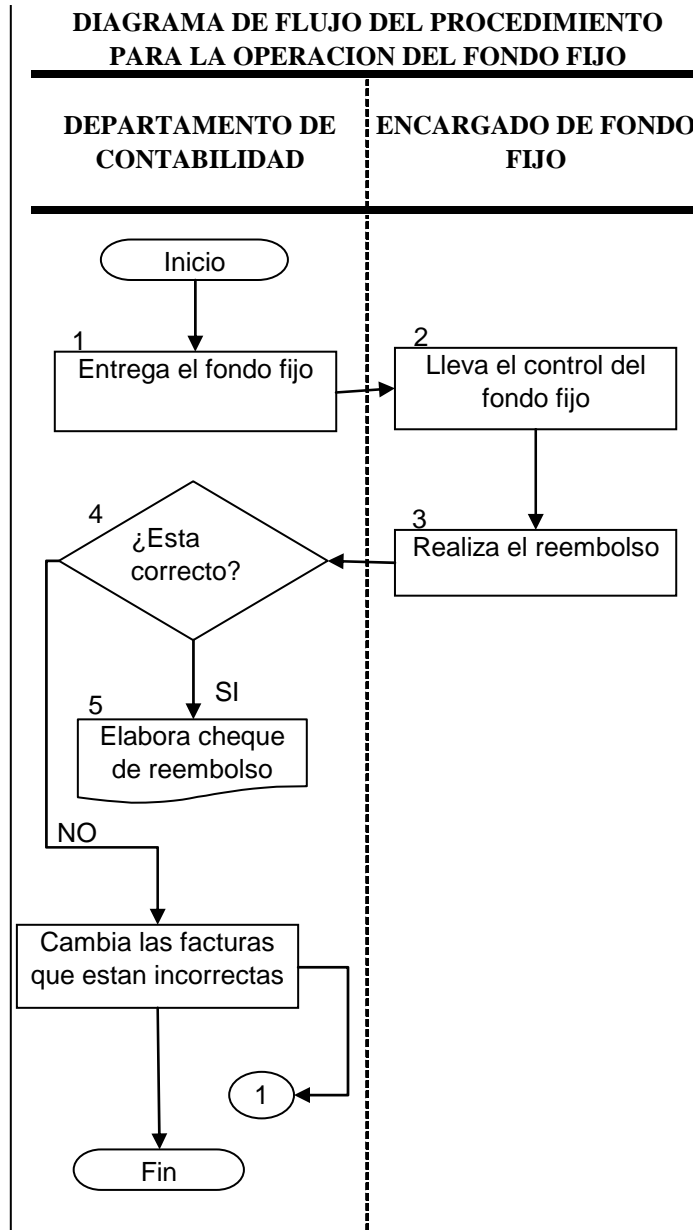 DIAGRAMA DE FLUJO DEL PROCEDIMIENTO
PARA LA OPERACION DEL FONDO FIJO
DEPARTAMENTO DE
CONTABILIDAD
ENCARGADO DE FONDO
FIJO
Inicio
1
Entrega el fondo fijo
2
Lleva el control del
fondo fijo
3
Realiza el reembolso
4
¿Esta
correcto?
SI
5
Elabora cheque
de reembolso
NO
Cambia las facturas
que estan incorrectas
1
Fin